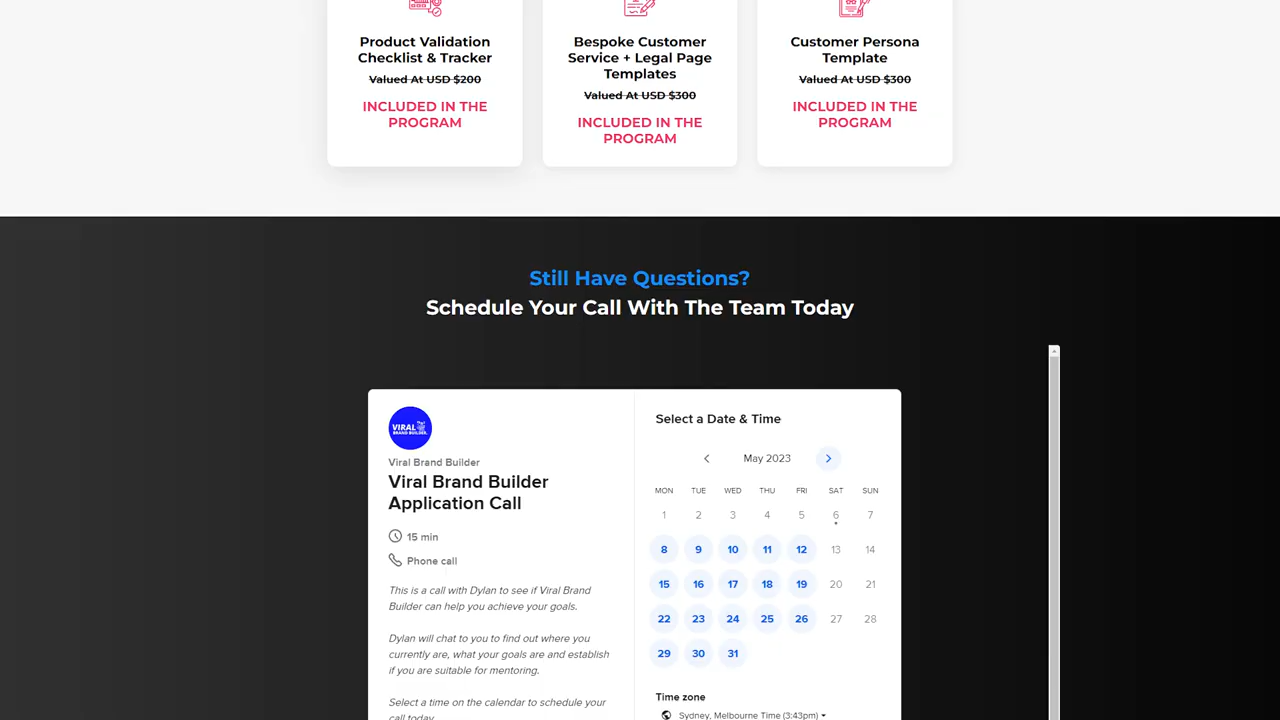 Product Validation
Checklist & Tracker
Valued At USD $200
INCLUDED IN THE
PROGRAM
Bespoke Customer
Service + Legal Page
Templates
Valued At USD $300
INCLUDED IN THE
PROGRAM
Customer Persona
Template
Valued At USD $300
INCLUDED IN THE
PROGRAM
Still Have Questions?
Schedule Your Call With The Team Today
VIRAL
BRAND BUILDER.
Viral Brand Builder
Viral Brand Builder
Application Call
15 min
Phone call
This is a call with Dylan to see if Viral Brand
Builder can help you achieve your goals.
Dylan will chat to you to find out where you
currently are, what your goals are and establish
if you are suitable for mentoring.
Select a time on the calendar to schedule your
call today
Select a Date & Time
May 2023
MON TUE WED THU FRI SAT SUN
1 2 3 4 5 6 7
8 9 10 11 12 13 14
15 16 17 18 19 20 21
22 23 24 25 26 27 28
29 30 31
Time zone
Sydney, Melbourne Time (3:43pm)